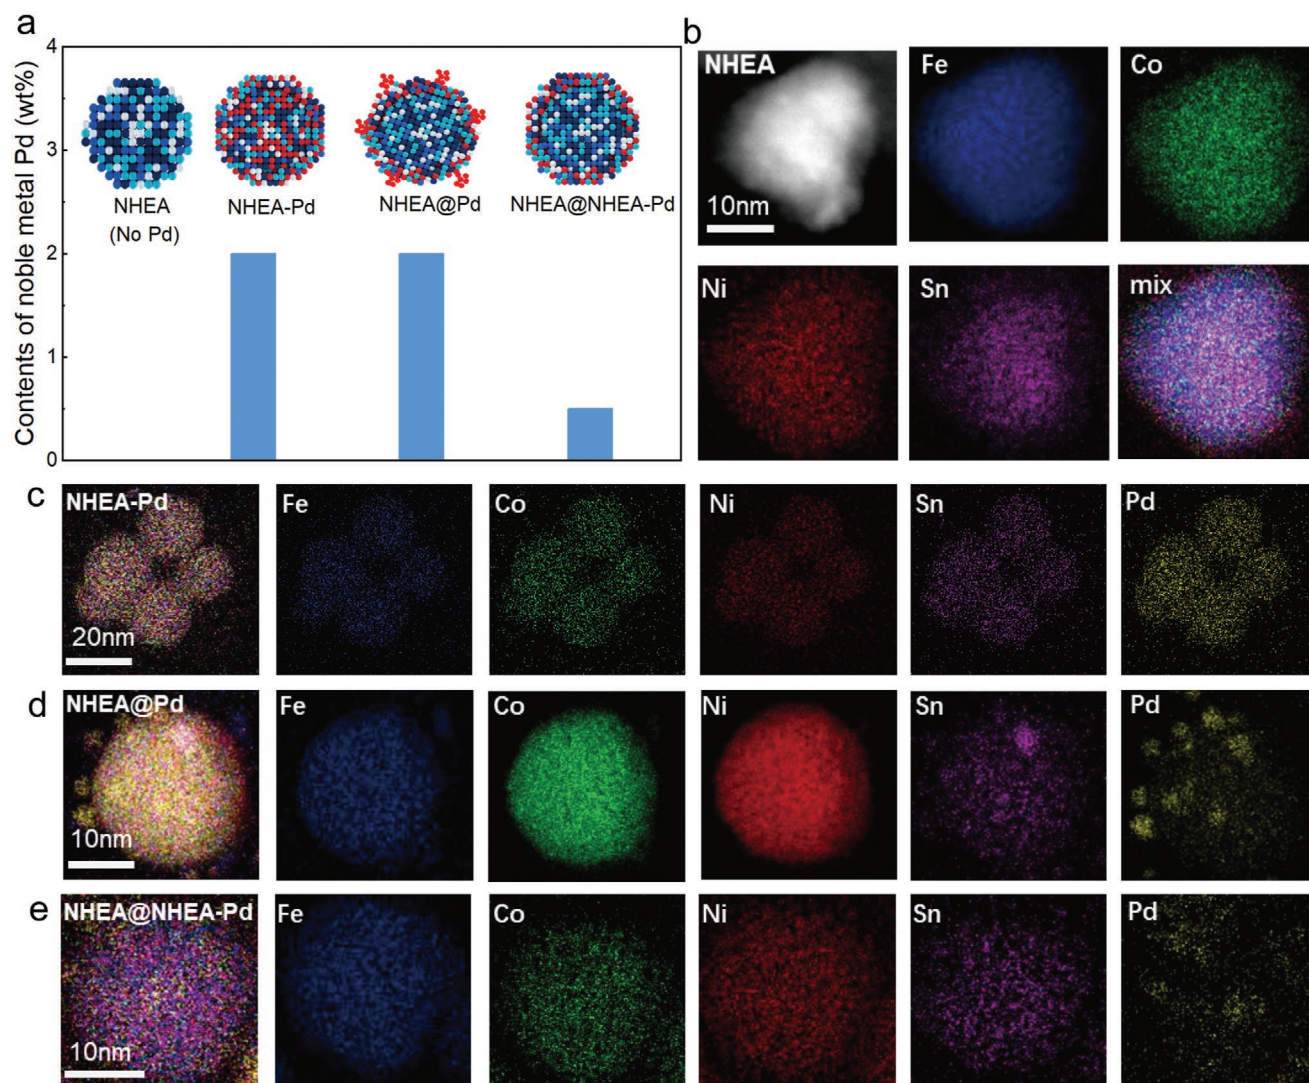 a
Contents of noble metal Pd (wt%)
4
3
2
1
0
NHEA
(No Pd)
NHEA-Pd
NHEA@Pd
NHEA@NHEA-Pd
b
NHEA
10nm
Fe
Co
Ni
Sn
mix
c
NHEA-Pd
20nm
Fe
Co
Ni
Sn
Pd
d
NHEA@Pd
10nm
Fe
Co
Ni
Sn
Pd
e
NHEA@NHEA-Pd
10nm
Fe
Co
Ni
Sn
Pd